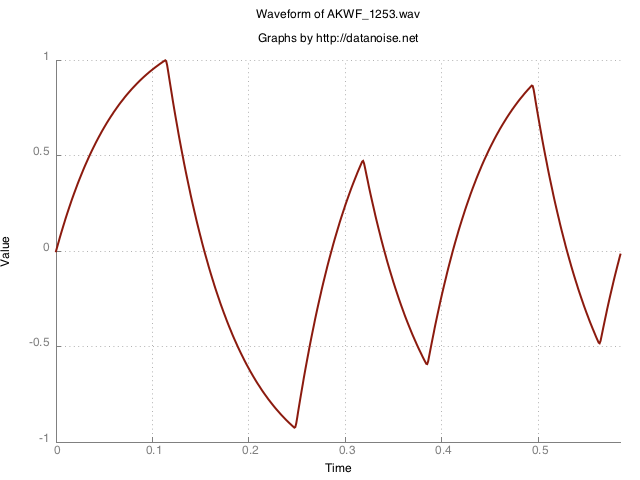 Waveform of AKWF_1253.wav
Graphs by http://datanoise.net
1
0.5
0
-0.5
-1
Value
0 0.1 0.2 0.3 0.4 0.5
Time